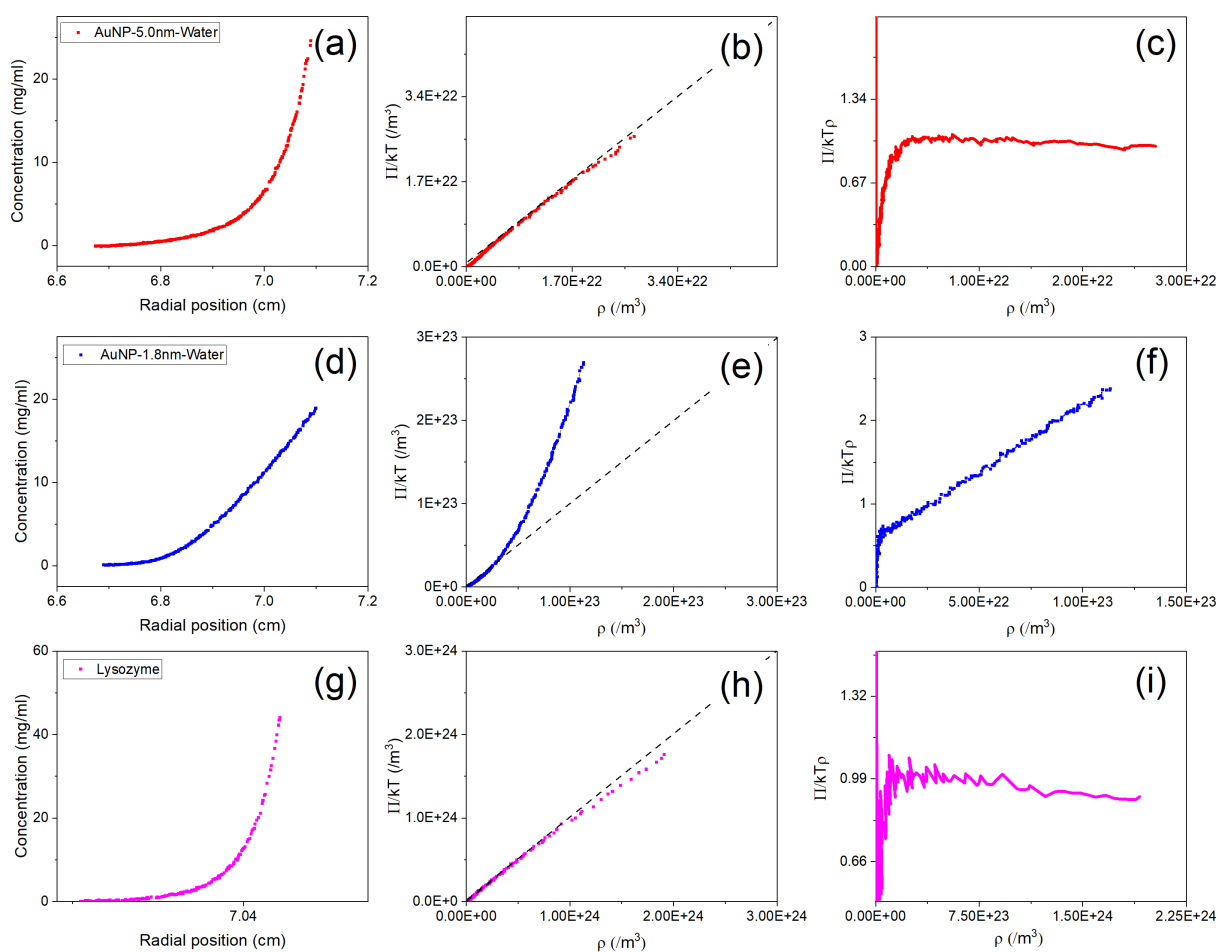 AuNP-5.0nm-Water
(a)
Concentration (mg/ml)
20
10
0
6.6
6.8
7.0
7.2
Radial position (cm)
(b)
Π/kT (/m³)
3.4E+22
1.7E+22
0.0E+0
0.00E+00
1.70E+22
3.40E+22
ρ (/m³)
(c)
Π/kTρ
1.34
0.67
0.00
0.00E+00
1.00E+22
2.00E+22
3.00E+22
ρ (/m³)
AuNP-1.8nm-Water
(d)
Concentration (mg/ml)
20
10
0
6.6
6.8
7.0
7.2
Radial position (cm)
(e)
Π/kT (/m³)
3E+23
2E+23
1E+23
0E+0
0.00E+00
1.00E+23
2.00E+23
3.00E+23
ρ (/m³)
(f)
Π/kTρ
3
2
1
0
0.00E+00
5.00E+22
1.00E+23
1.50E+23
ρ (/m³)
Lysozyme
(g)
Concentration (mg/ml)
60
40
20
0
7.04
Radial position (cm)
(h)
Π/kT (/m³)
3.0E+24
2.0E+24
1.0E+24
0.0E+0
0.00E+00
1.00E+24
2.00E+24
3.00E+24
ρ (/m³)
(i)
Π/kTρ
1.32
0.99
0.66
0.00E+00
7.50E+23
1.50E+24
2.25E+24
ρ (/m³)